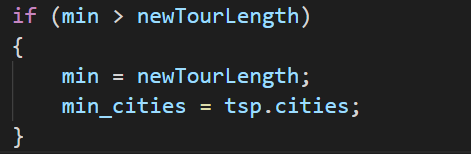 if (min > newTourLength)
{
    min = newTourLength;
    min_cities = tsp.cities;
}